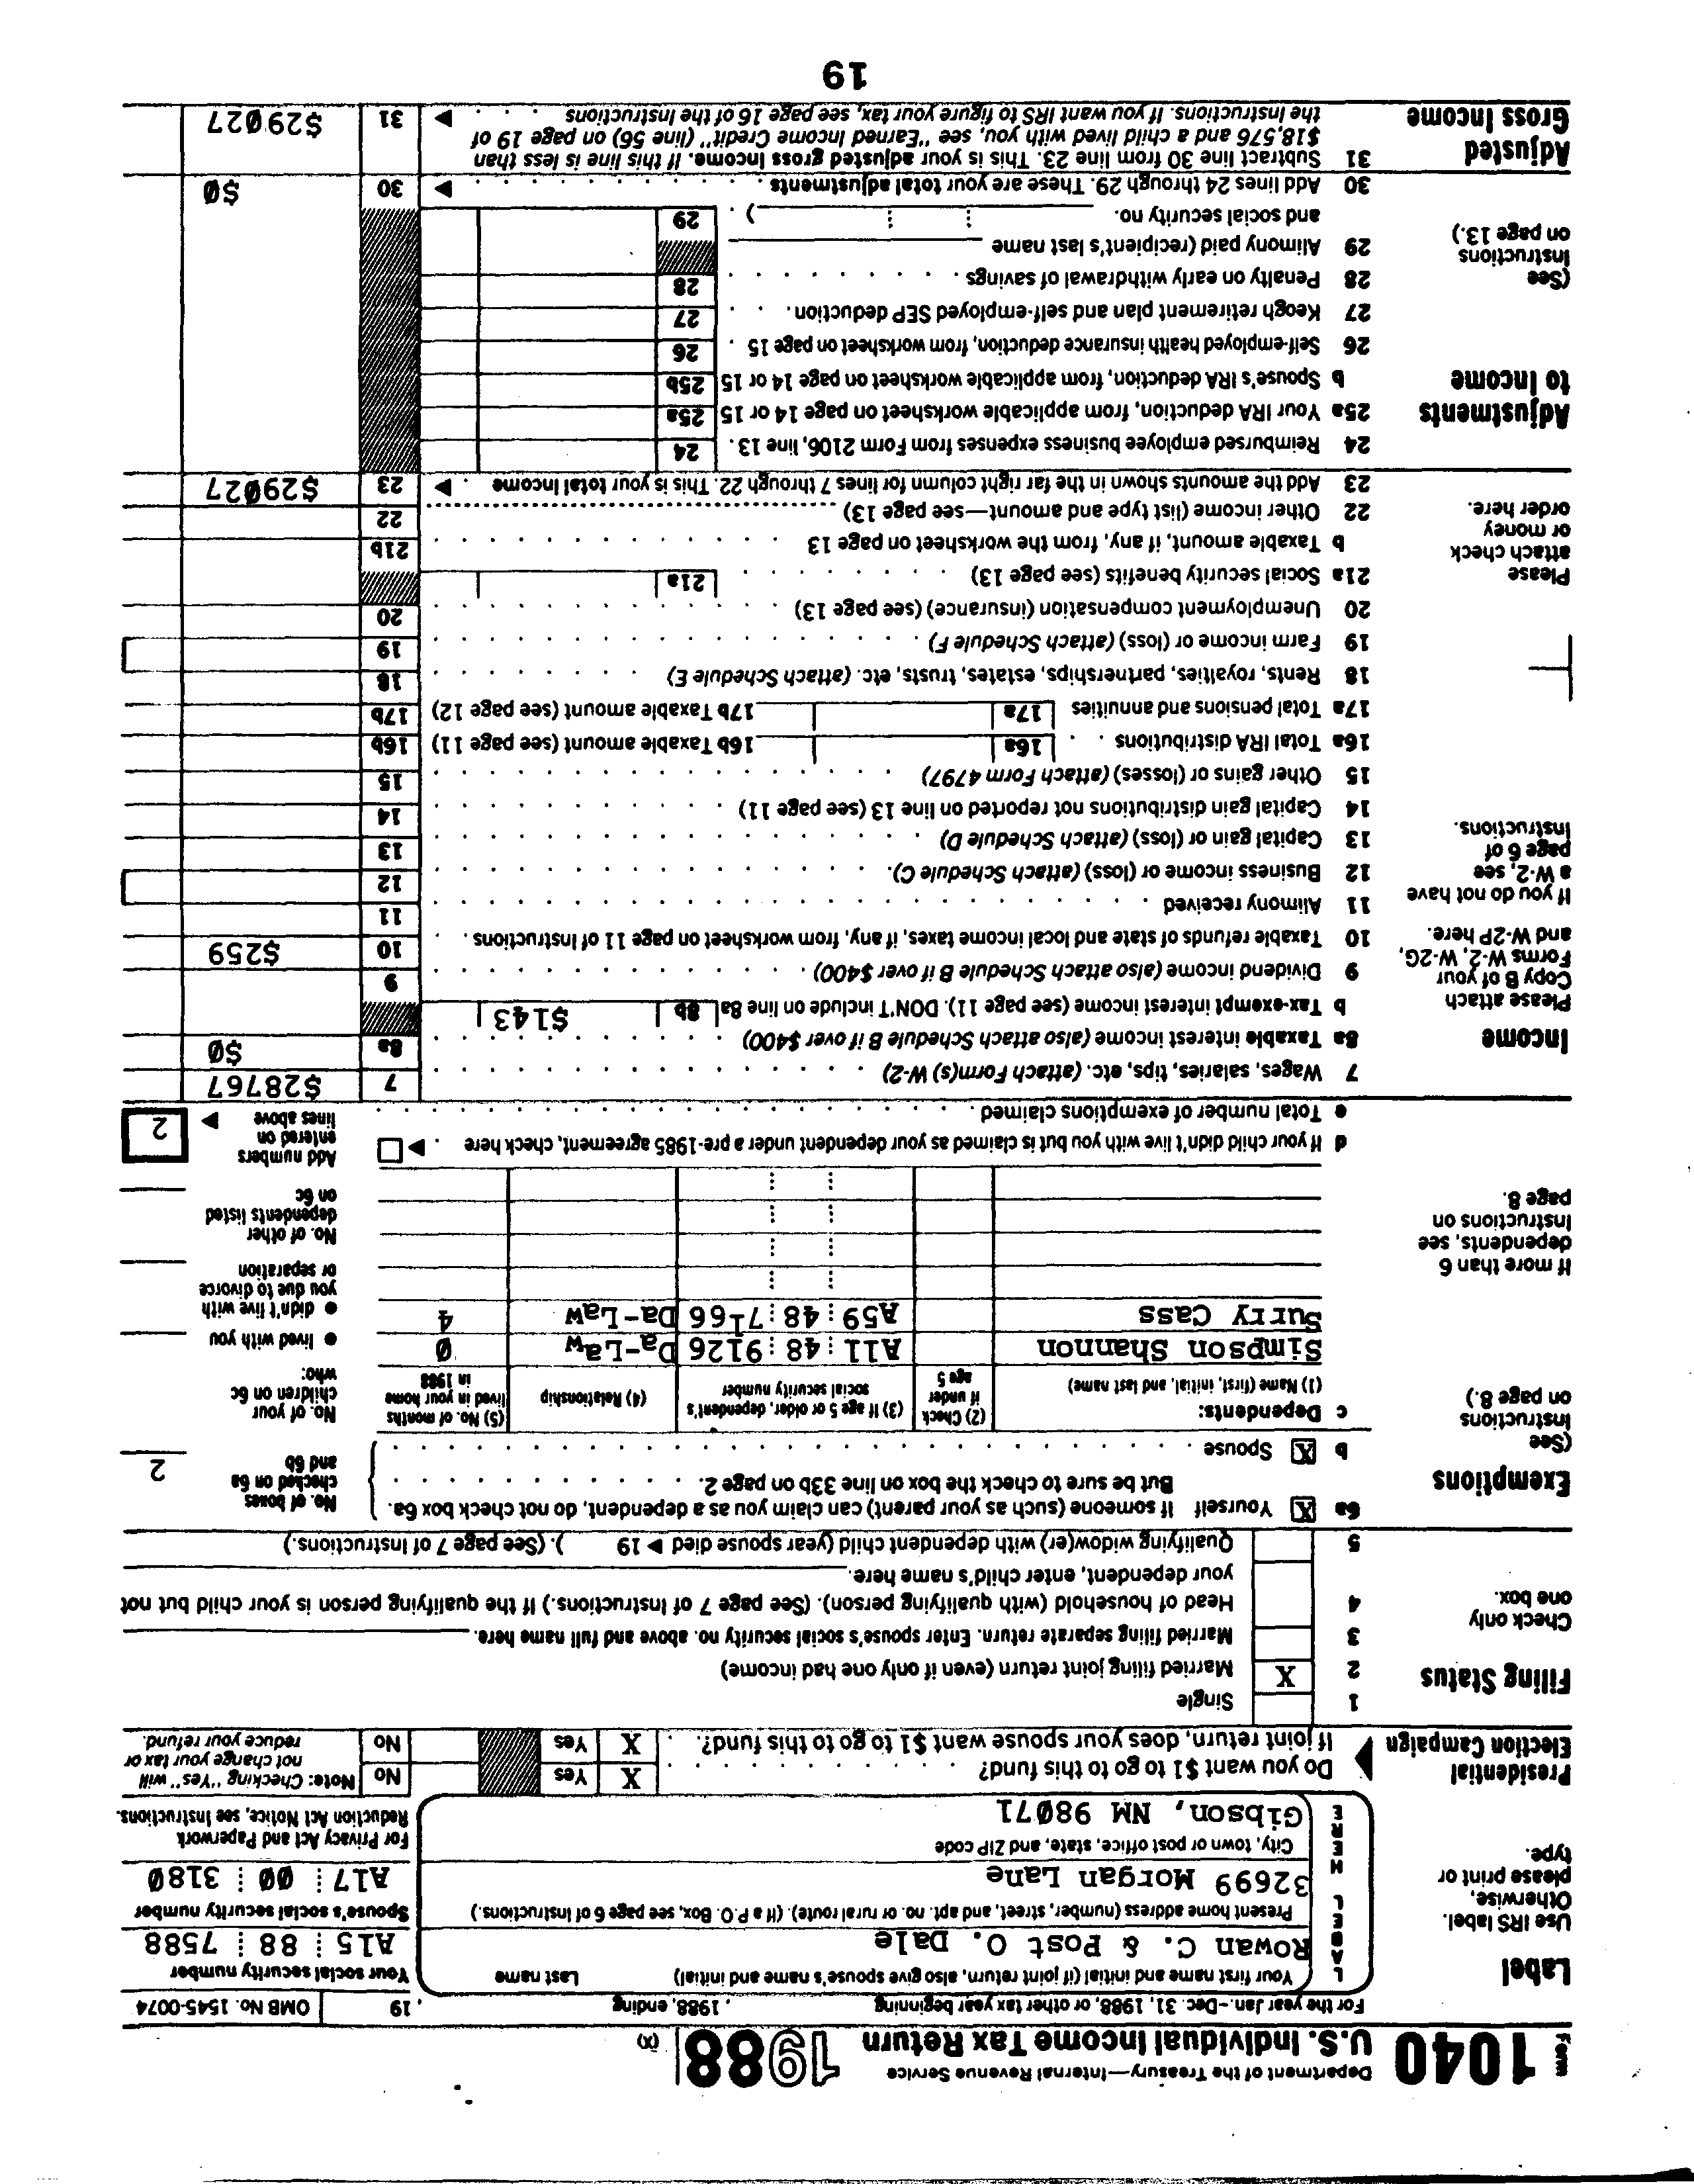 Form 1040
Department of the Treasury—Internal Revenue Service
U.S. Individual Income Tax Return 1988 (X)
For the year Jan.-Dec. 31, 1988, or other tax year beginning , 1988, ending , 19 OMB No. 1545-0074
Label
Use IRS label.
Otherwise,
please print or
type.
LABEL HERE
Your first name and initial (if joint return, also give spouse's name and initial) Last name
Rowan C. & Post O. Dale
Your social security number
A15 88 7588
Present home address (number, street, and apt. no. or rural route). (If a P.O. Box, see page 6 of Instructions.)
32699 Morgan Lane
Spouse's social security number
A17 00 3180
City, town or post office, state, and ZIP code
Gibson, NM 98071
For Privacy Act and Paperwork
Reduction Act Notice, see Instructions.
Presidential
Election Campaign
Do you want $1 to go to this fund? X Yes No
If joint return, does your spouse want $1 to go to this fund? X Yes No
Note: Checking "Yes" will
not change your tax or
reduce your refund.
Filing Status
Check only
one box.
1 Single
2 X Married filing joint return (even if only one had income)
3 Married filing separate return. Enter spouse's social security no. above and full name here.
4 Head of household (with qualifying person). (See page 7 of Instructions.) If the qualifying person is your child but not
your dependent, enter child's name here.
5 Qualifying widow(er) with dependent child (year spouse died ▶ 19 ). (See page 7 of Instructions.)
Exemptions
(See
Instructions
on page 8.)
6a X Yourself If someone (such as your parent) can claim you as a dependent, do not check box 6a.
But be sure to check the box on line 33b on page 2.
b X Spouse
No. of boxes
checked on 6a
and 6b
2
c Dependents:
(1) Name (first, initial, and last name)
(2) Check
if under
age 5
(3) If age 5 or older, dependent's
social security number
(4) Relationship
(5) No. of months
lived in your home
in 1988
Simpson Shannon A11 48 9126 Da-Law 0
Surry Cass A59 48 7166 Da-Law 4
No. of your
children on 6c
who:
● lived with you
● didn't live with
you due to divorce
or separation
No. of other
dependents listed
on 6c
If more than 6
dependents, see
Instructions on
page 8.
d If your child didn't live with you but is claimed as your dependent under a pre-1985 agreement, check here ▶
e Total number of exemptions claimed
Add numbers
entered on
lines above ▶ 2
Income
Please attach
Copy B of your
Forms W-2, W-2G,
and W-2P here.
If you do not have
a W-2, see
page 6 of
Instructions.
Please
attach check
or money
order here.
7 Wages, salaries, tips, etc. (attach Form(s) W-2) 7 $28767
8a Taxable interest income (also attach Schedule B if over $400) 8a $0
b Tax-exempt interest income (see page 11). DON'T include on line 8a 8b $143
9 Dividend income (also attach Schedule B if over $400) 9
10 Taxable refunds of state and local income taxes, if any, from worksheet on page 11 of Instructions 10 $259
11 Alimony received 11
12 Business income or (loss) (attach Schedule C). 12
13 Capital gain or (loss) (attach Schedule D) 13
14 Capital gain distributions not reported on line 13 (see page 11) 14
15 Other gains or (losses) (attach Form 4797) 15
16a Total IRA distributions 16a 16b Taxable amount (see page 11) 16b
17a Total pensions and annuities 17a 17b Taxable amount (see page 12) 17b
18 Rents, royalties, partnerships, estates, trusts, etc. (attach Schedule E) 18
19 Farm income or (loss) (attach Schedule F) 19
20 Unemployment compensation (insurance) (see page 13) 20
21a Social security benefits (see page 13) 21a
b Taxable amount, if any, from the worksheet on page 13 21b
22 Other income (list type and amount—see page 13) 22
23 Add the amounts shown in the far right column for lines 7 through 22. This is your total income ▶ 23 $29027
Adjustments
to Income
(See
Instructions
on page 13.)
24 Reimbursed employee business expenses from Form 2106, line 13. 24
25a Your IRA deduction, from applicable worksheet on page 14 or 15 25a
b Spouse's IRA deduction, from applicable worksheet on page 14 or 15 25b
26 Self-employed health insurance deduction, from worksheet on page 15 26
27 Keogh retirement plan and self-employed SEP deduction 27
28 Penalty on early withdrawal of savings 28
29 Alimony paid (recipient's last name
and social security no. ) 29
30 Add lines 24 through 29. These are your total adjustments ▶ 30 $0
Adjusted
Gross Income
31 Subtract line 30 from line 23. This is your adjusted gross income. If this line is less than
$18,576 and a child lived with you, see "Earned Income Credit" (line 56) on page 19 of
the Instructions. If you want IRS to figure your tax, see page 16 of the Instructions ▶ 31 $29027
19